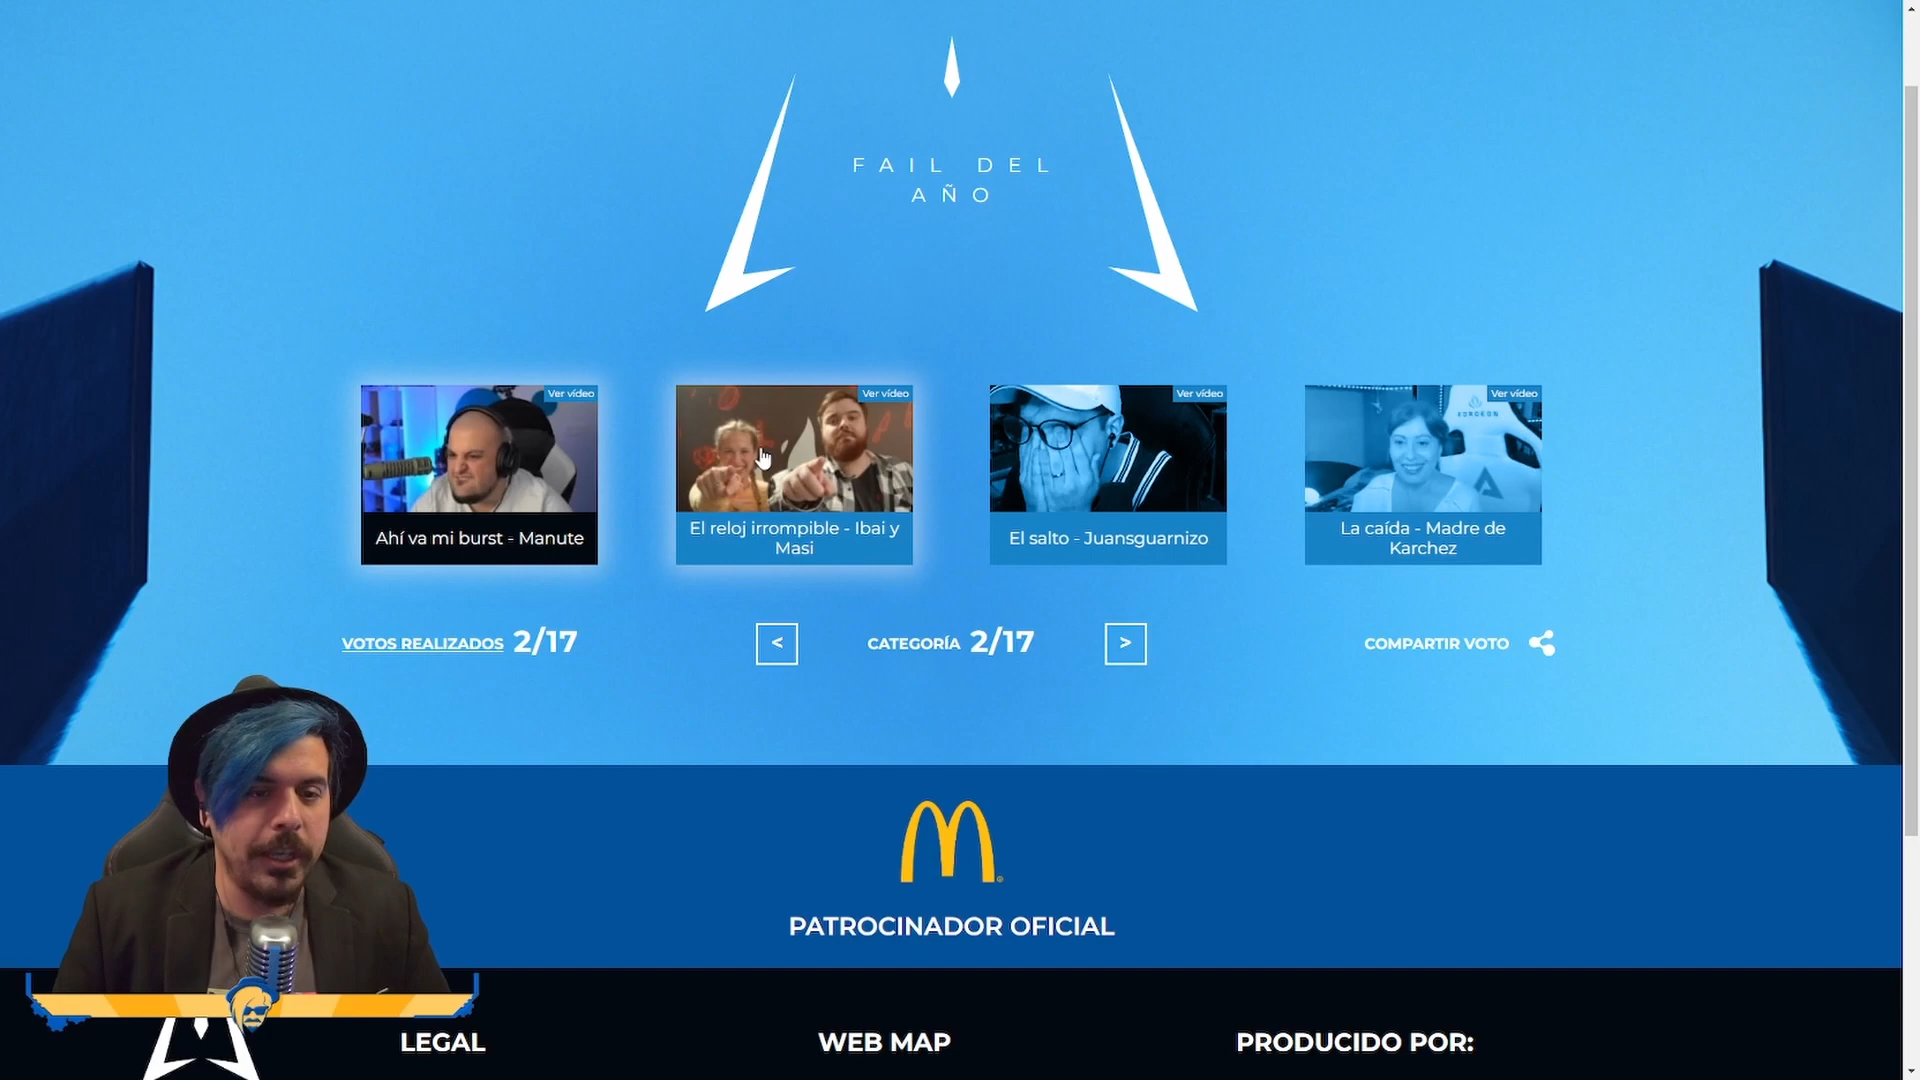 FAIL DEL
AÑO
Ver vídeo
Ver vídeo
Ver vídeo
Ver vídeo
Ahí va mi burst - Manute
El reloj irrompible - Ibai y
Masi
El salto - Juansguarnizo
La caída - Madre de
Karchez
VOTOS REALIZADOS 2/17
<
CATEGORÍA 2/17
>
COMPARTIR VOTO
PATROCINADOR OFICIAL
LEGAL
WEB MAP
PRODUCIDO POR: